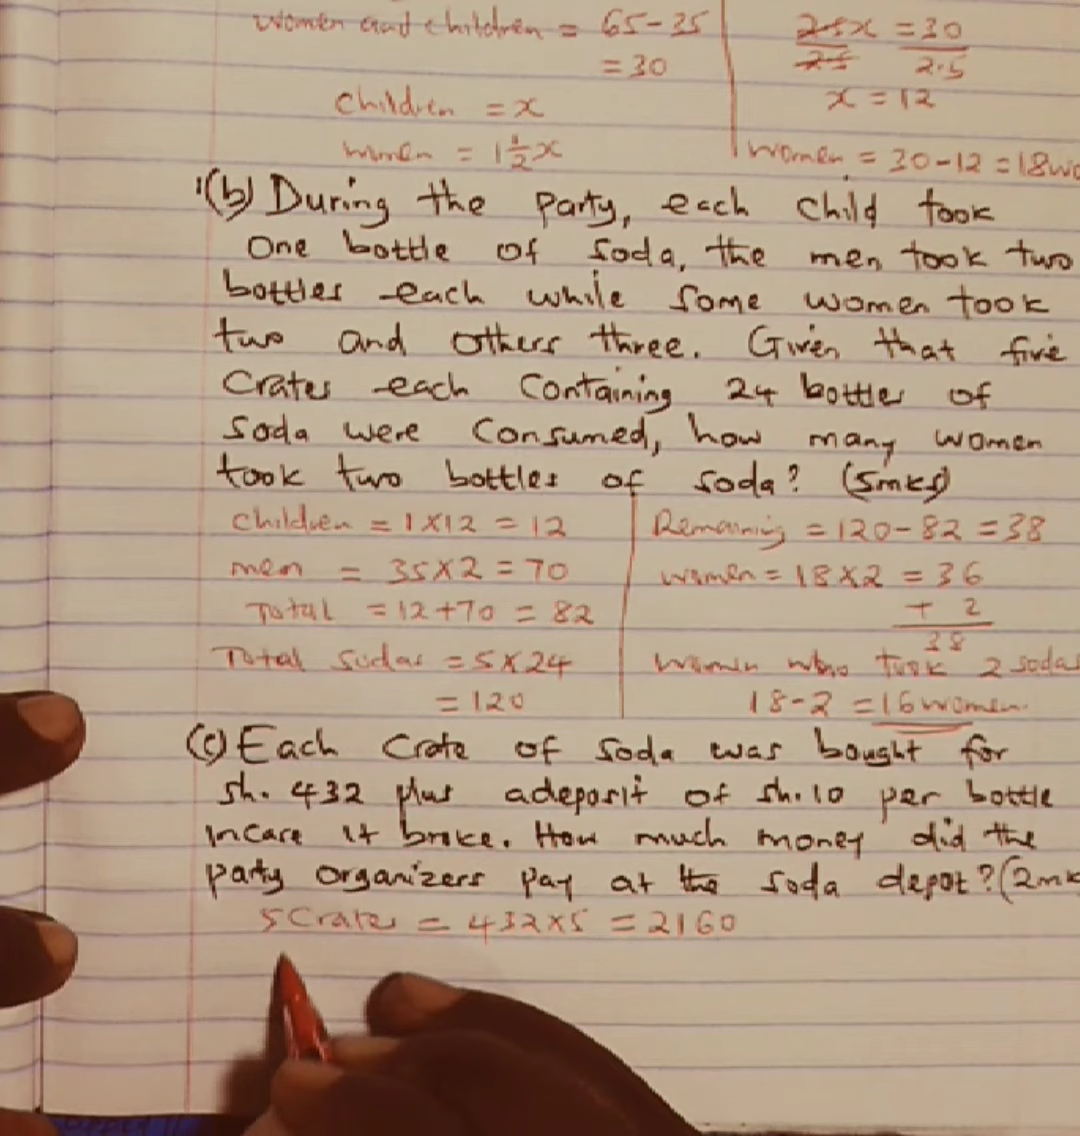 women and children = 65-35
= 30
children = x
women = 1 1/2 x
2.5x = 30
2.5 2.5
x = 12
women = 30-12 = 18wo
1(b) During the party, each child took
one bottle of soda, the men took two
bottles each while some women took
two and others three. Given that five
Crates each Containing 24 bottles of
Soda were Consumed, how many women
took two bottles of soda? (5mks)
children = 1×12 = 12
men = 35×2 = 70
Total = 12+70 = 82
Total sodas = 5×24
= 120
Remaining = 120-82 = 38
women = 18×2 = 36
+ 2
38
women who took 2 sodas
18-2 = 16 women.
(c) Each Crate of Soda was bought for
sh. 432 plus a deposit of sh.10 per bottle
incase it broke. How much money did the
party organizers pay at the soda depot? (2mk
5 Crates = 432×5 = 2160